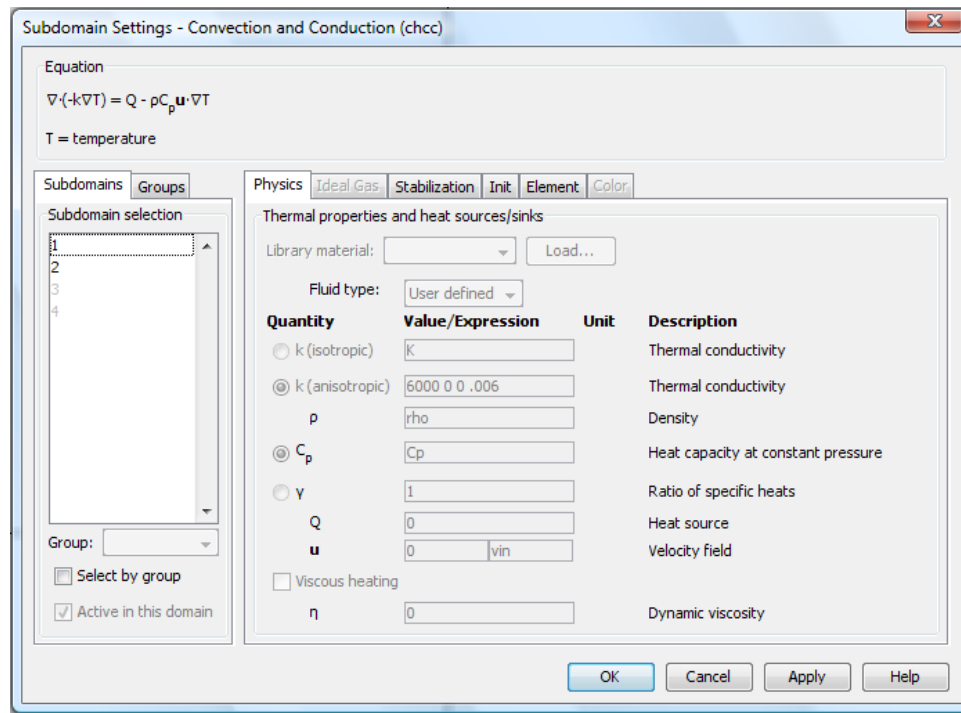 Subdomain Settings - Convection and Conduction (chcc)
Equation
∇·(-k∇T) = Q - ρCpu·∇T
T = temperature
Subdomains Groups
Subdomain selection
1
2
3
4
Group:
Select by group
Active in this domain
Physics Ideal Gas Stabilization Init Element Color
Thermal properties and heat sources/sinks
Library material: Load...
Fluid type: User defined
Quantity Value/Expression Unit Description
k (isotropic) K Thermal conductivity
k (anisotropic) 6000 0 0 .006 Thermal conductivity
ρ rho Density
Cp Cp Heat capacity at constant pressure
γ 1 Ratio of specific heats
Q 0 Heat source
u 0 vin Velocity field
Viscous heating
η 0 Dynamic viscosity
OK Cancel Apply Help